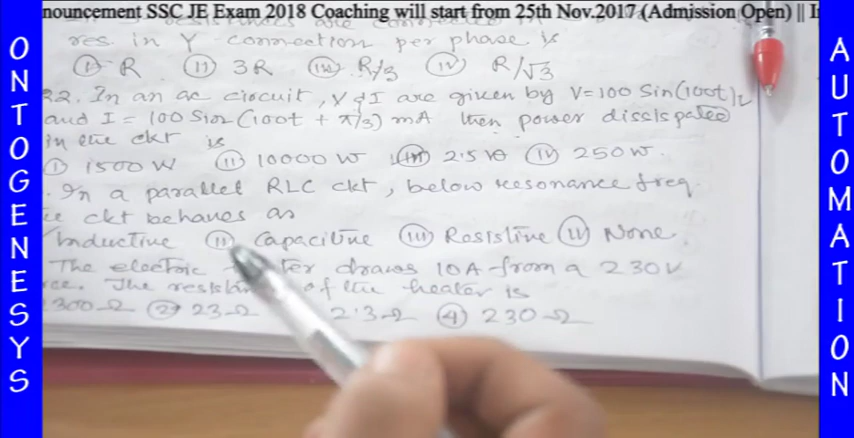 nouncement SSC JE Exam 2018 Coaching will start from 25th Nov.2017 (Admission Open) ||
res. in Y connection per phase is
(i) R (ii) 3R (iii) R/3 (iv) R/√3
22. In an ac circuit, V & I are given by V=100 Sin(100t)
and I = 100 Sin(100t + π/3) mA then power dissipated
in the ckt is
(i) 1500 W (ii) 10000 W (iii) 2.5 W (iv) 250 W.
. In a parallel RLC ckt, below resonance freq.
ckt behaves as
Inductive (ii) Capacitive (iii) Resistive (iv) None.
The electric draws 10A from a 230V
The of the heater is
(2) 23 Ω 2.3 Ω (4) 230 Ω
ONTOGENESYS
AUTOMATION